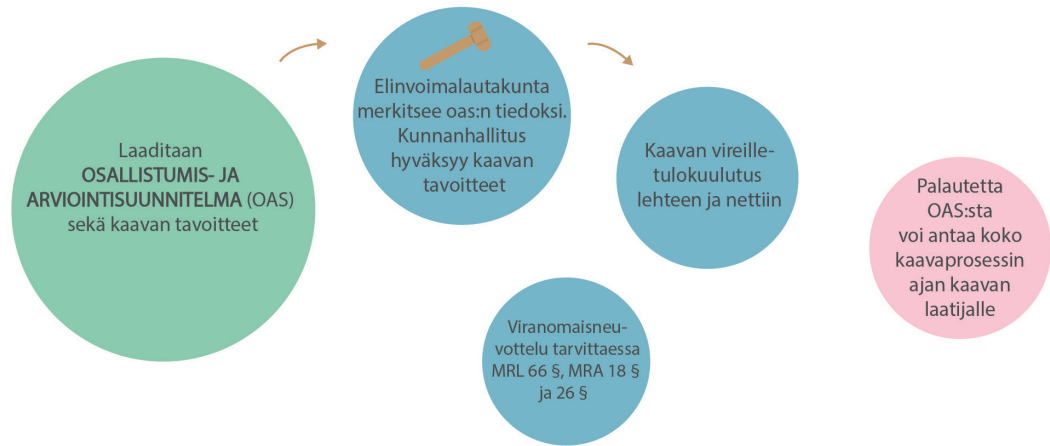 Laaditaan
OSALLISTUMIS- JA
ARVIOINTISUUNNITELMA (OAS)
sekä kaavan tavoitteet
Elinvoimalautakunta
merkitsee oas:n tiedoksi.
Kunnanhallitus
hyväksyy kaavan
tavoitteet
Kaavan vireille-
tulokuulutus
lehteen ja nettiin
Viranomaisneu-
vottelu tarvittaessa
MRL 66 §, MRA 18 §
ja 26 §
Palautetta
OAS:sta
voi antaa koko
kaavaprosessin
ajan kaavan
laatijalle